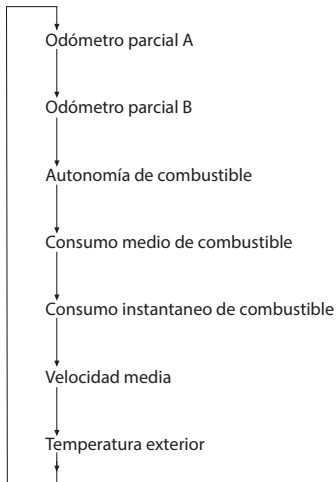 Odómetro parcial A
Odómetro parcial B
Autonomía de combustible
Consumo medio de combustible
Consumo instantaneo de combustible
Velocidad media
Temperatura exterior